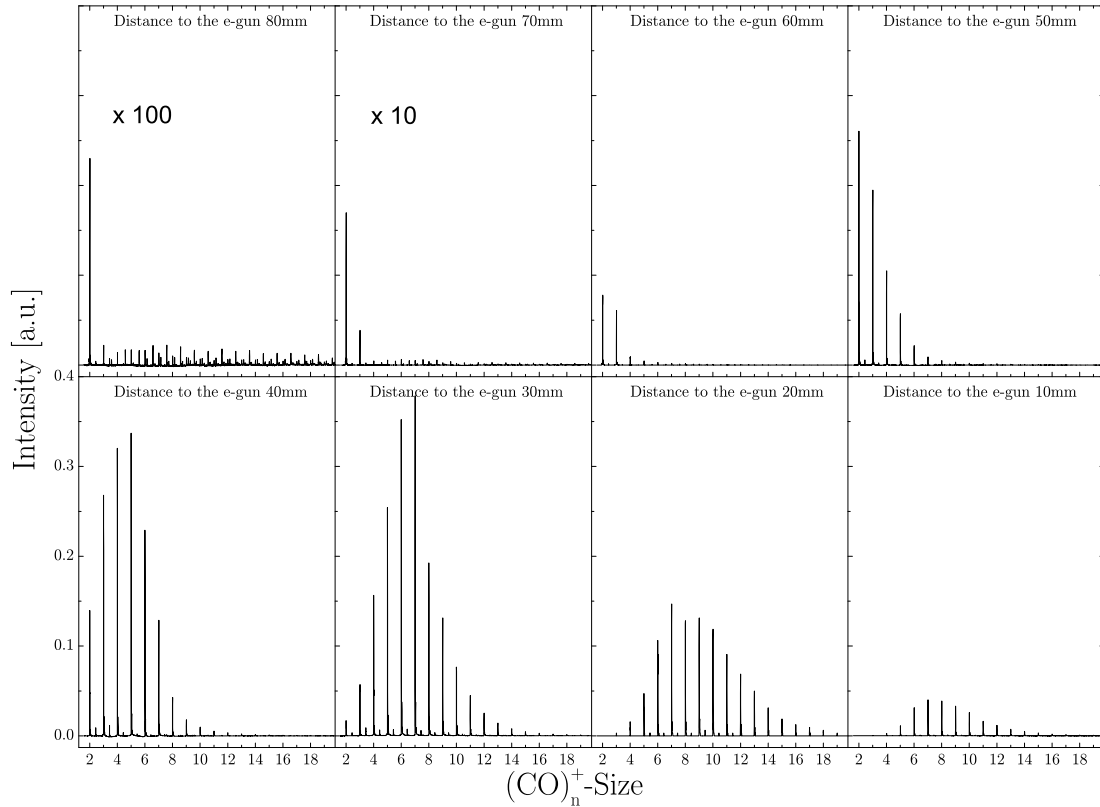 Distance to the e-gun 80mm
Distance to the e-gun 70mm
Distance to the e-gun 60mm
Distance to the e-gun 50mm
x 100
x 10
Intensity [a.u.]
0.4
Distance to the e-gun 40mm
Distance to the e-gun 30mm
Distance to the e-gun 20mm
Distance to the e-gun 10mm
0.3
0.2
0.1
0.0
2 4 6 8 10 12 14 16 18
2 4 6 8 10 12 14 16 18
2 4 6 8 10 12 14 16 18
2 4 6 8 10 12 14 16 18
(CO)ₙ⁺-Size